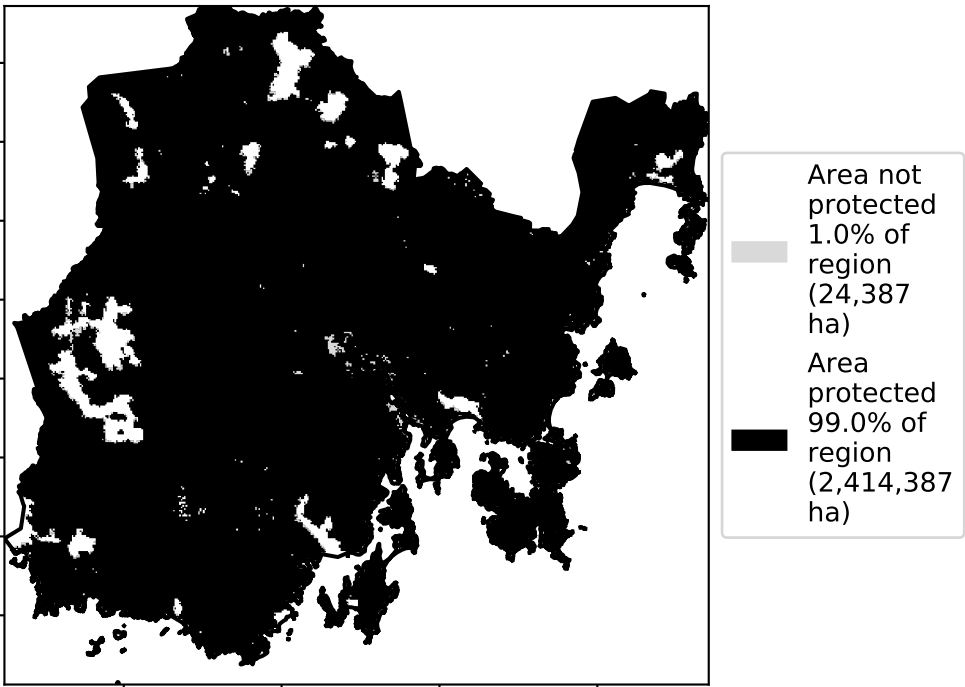 Area not
protected
1.0% of
region
(24,387
ha)
Area
protected
99.0% of
region
(2,414,387
ha)